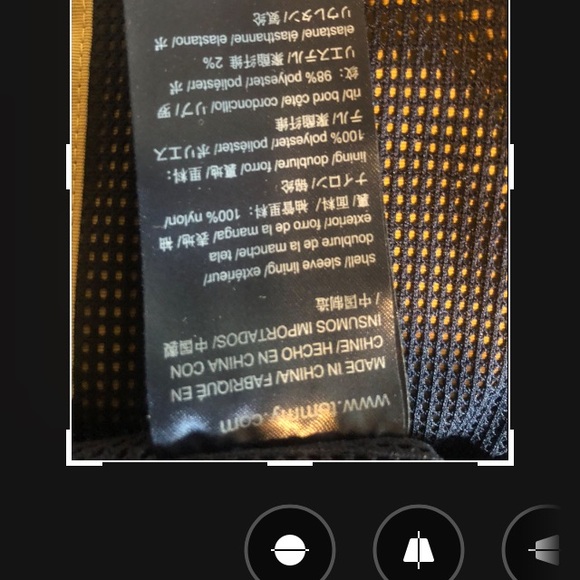 www.tommy.com
MADE IN CHINA/ FABRIQUÉ EN
CHINE/ HECHO EN CHINA CON
INSUMOS IMPORTADOS/ 中国製
/ 中国制造
shell/ sleeve lining/ extérieur/
doublure de la manche/ tela
exterior/ forro de la manga/ 表地/ 袖
裏/ 面料/ 袖管里料: 100% nylon/
ナイロン/ 锦纶
lining/ doublure/ forro/ 裏地/ 里料:
100% polyester/ poliéster/ ポリエス
テル/ 聚酯纤维
rib/ bord côte/ cordoncillo/ リブ/ 罗
纹: 98% polyester/ poliéster/ ポ
リエステル/ 聚酯纤维 2%
elastane/ élasthanne/ elastano/ ポ
リウレタン/ 氨纶